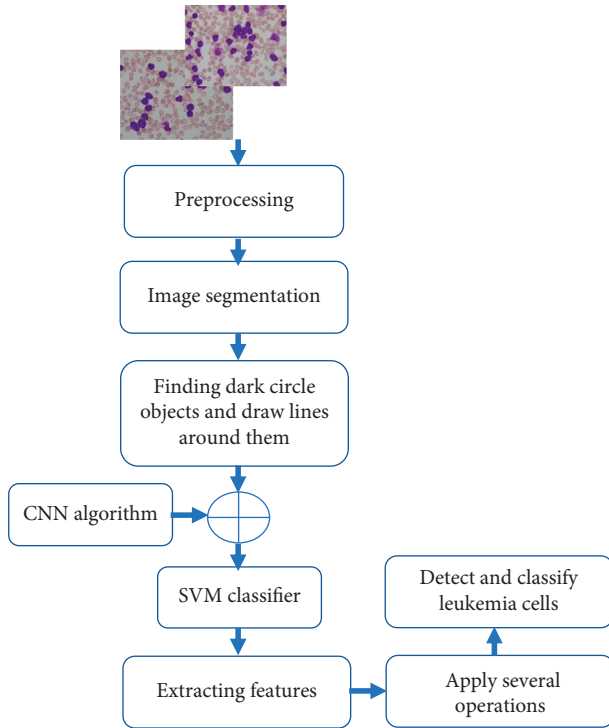 Preprocessing
Image segmentation
Finding dark circle
objects and draw lines
around them
CNN algorithm
SVM classifier
Extracting features
Apply several
operations
Detect and classify
leukemia cells